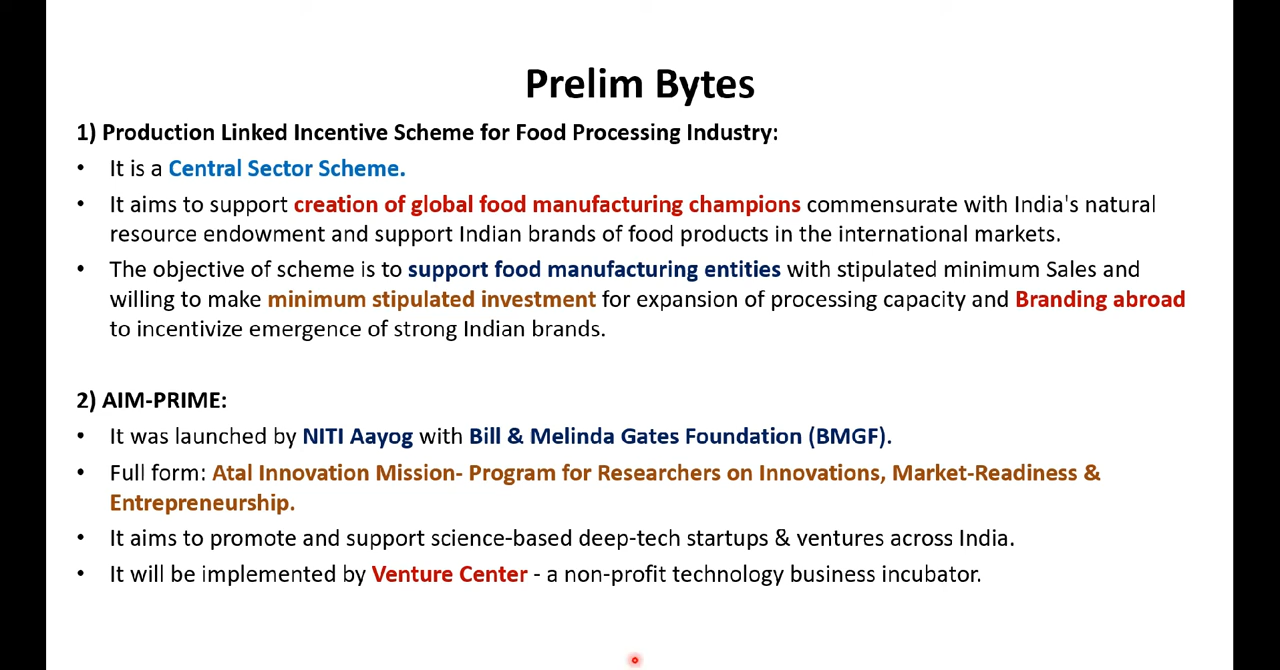 Prelim Bytes
1) Production Linked Incentive Scheme for Food Processing Industry:
• It is a Central Sector Scheme.
• It aims to support creation of global food manufacturing champions commensurate with India's natural
resource endowment and support Indian brands of food products in the international markets.
• The objective of scheme is to support food manufacturing entities with stipulated minimum Sales and
willing to make minimum stipulated investment for expansion of processing capacity and Branding abroad
to incentivize emergence of strong Indian brands.
2) AIM-PRIME:
• It was launched by NITI Aayog with Bill & Melinda Gates Foundation (BMGF).
• Full form: Atal Innovation Mission- Program for Researchers on Innovations, Market-Readiness &
Entrepreneurship.
• It aims to promote and support science-based deep-tech startups & ventures across India.
• It will be implemented by Venture Center - a non-profit technology business incubator.